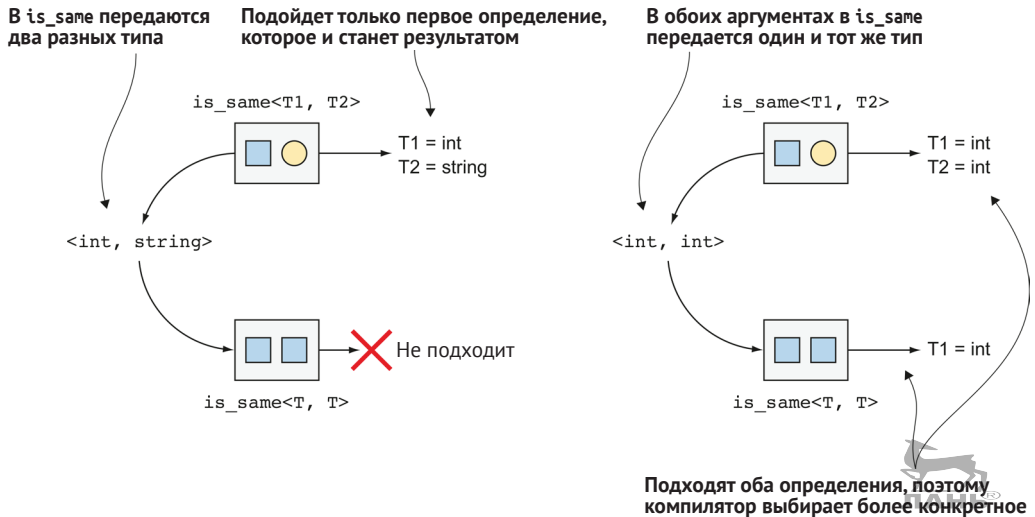 В is_same передаются
два разных типа
Подойдет только первое определение,
которое и станет результатом
is_same<T1, T2>
T1 = int
T2 = string
<int, string>
Не подходит
is_same<T, T>
В обоих аргументах в is_same
передается один и тот же тип
is_same<T1, T2>
T1 = int
T2 = int
<int, int>
T1 = int
is_same<T, T>
Подходят оба определения, поэтому
компилятор выбирает более конкретное
ЛАНЬ®